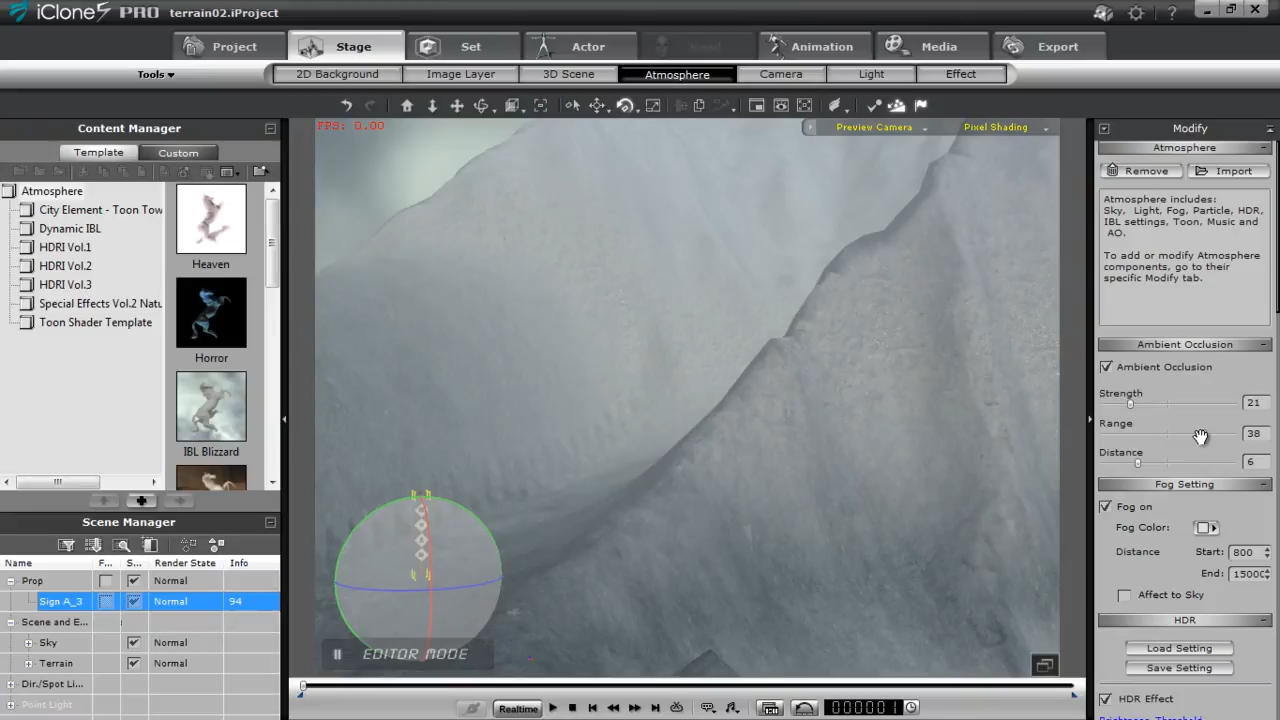 iClone5 PRO terrain02.iProject
Project Stage Set Actor Head Animation Media Export
Tools 2D Background Image Layer 3D Scene Atmosphere Camera Light Effect
Content Manager
Template Custom
Atmosphere
City Element - Toon Tow
Dynamic IBL
HDRI Vol.1
HDRI Vol.2
HDRI Vol.3
Special Effects Vol.2 Natu
Toon Shader Template
Heaven
Horror
IBL Blizzard
Scene Manager
Name F... S... Render State Info
Prop Normal
Sign A_3 Normal 94
Scene and E...
Sky Normal
Terrain Normal
Dir./Spot Li...
Point Light
FPS: 0.00
Preview Camera Pixel Shading
EDITOR MODE
Realtime 0000001
Modify
Atmosphere
Remove Import
Atmosphere includes:
Sky, Light, Fog, Particle, HDR,
IBL settings, Toon, Music and
AO.
To add or modify Atmosphere
components, go to their
specific Modify tab.
Ambient Occlusion
Ambient Occlusion
Strength 21
Range 38
Distance 6
Fog Setting
Fog on
Fog Color:
Distance Start: 800
End: 1500(
Affect to Sky
HDR
Load Setting
Save Setting
HDR Effect
Brightness Threshold